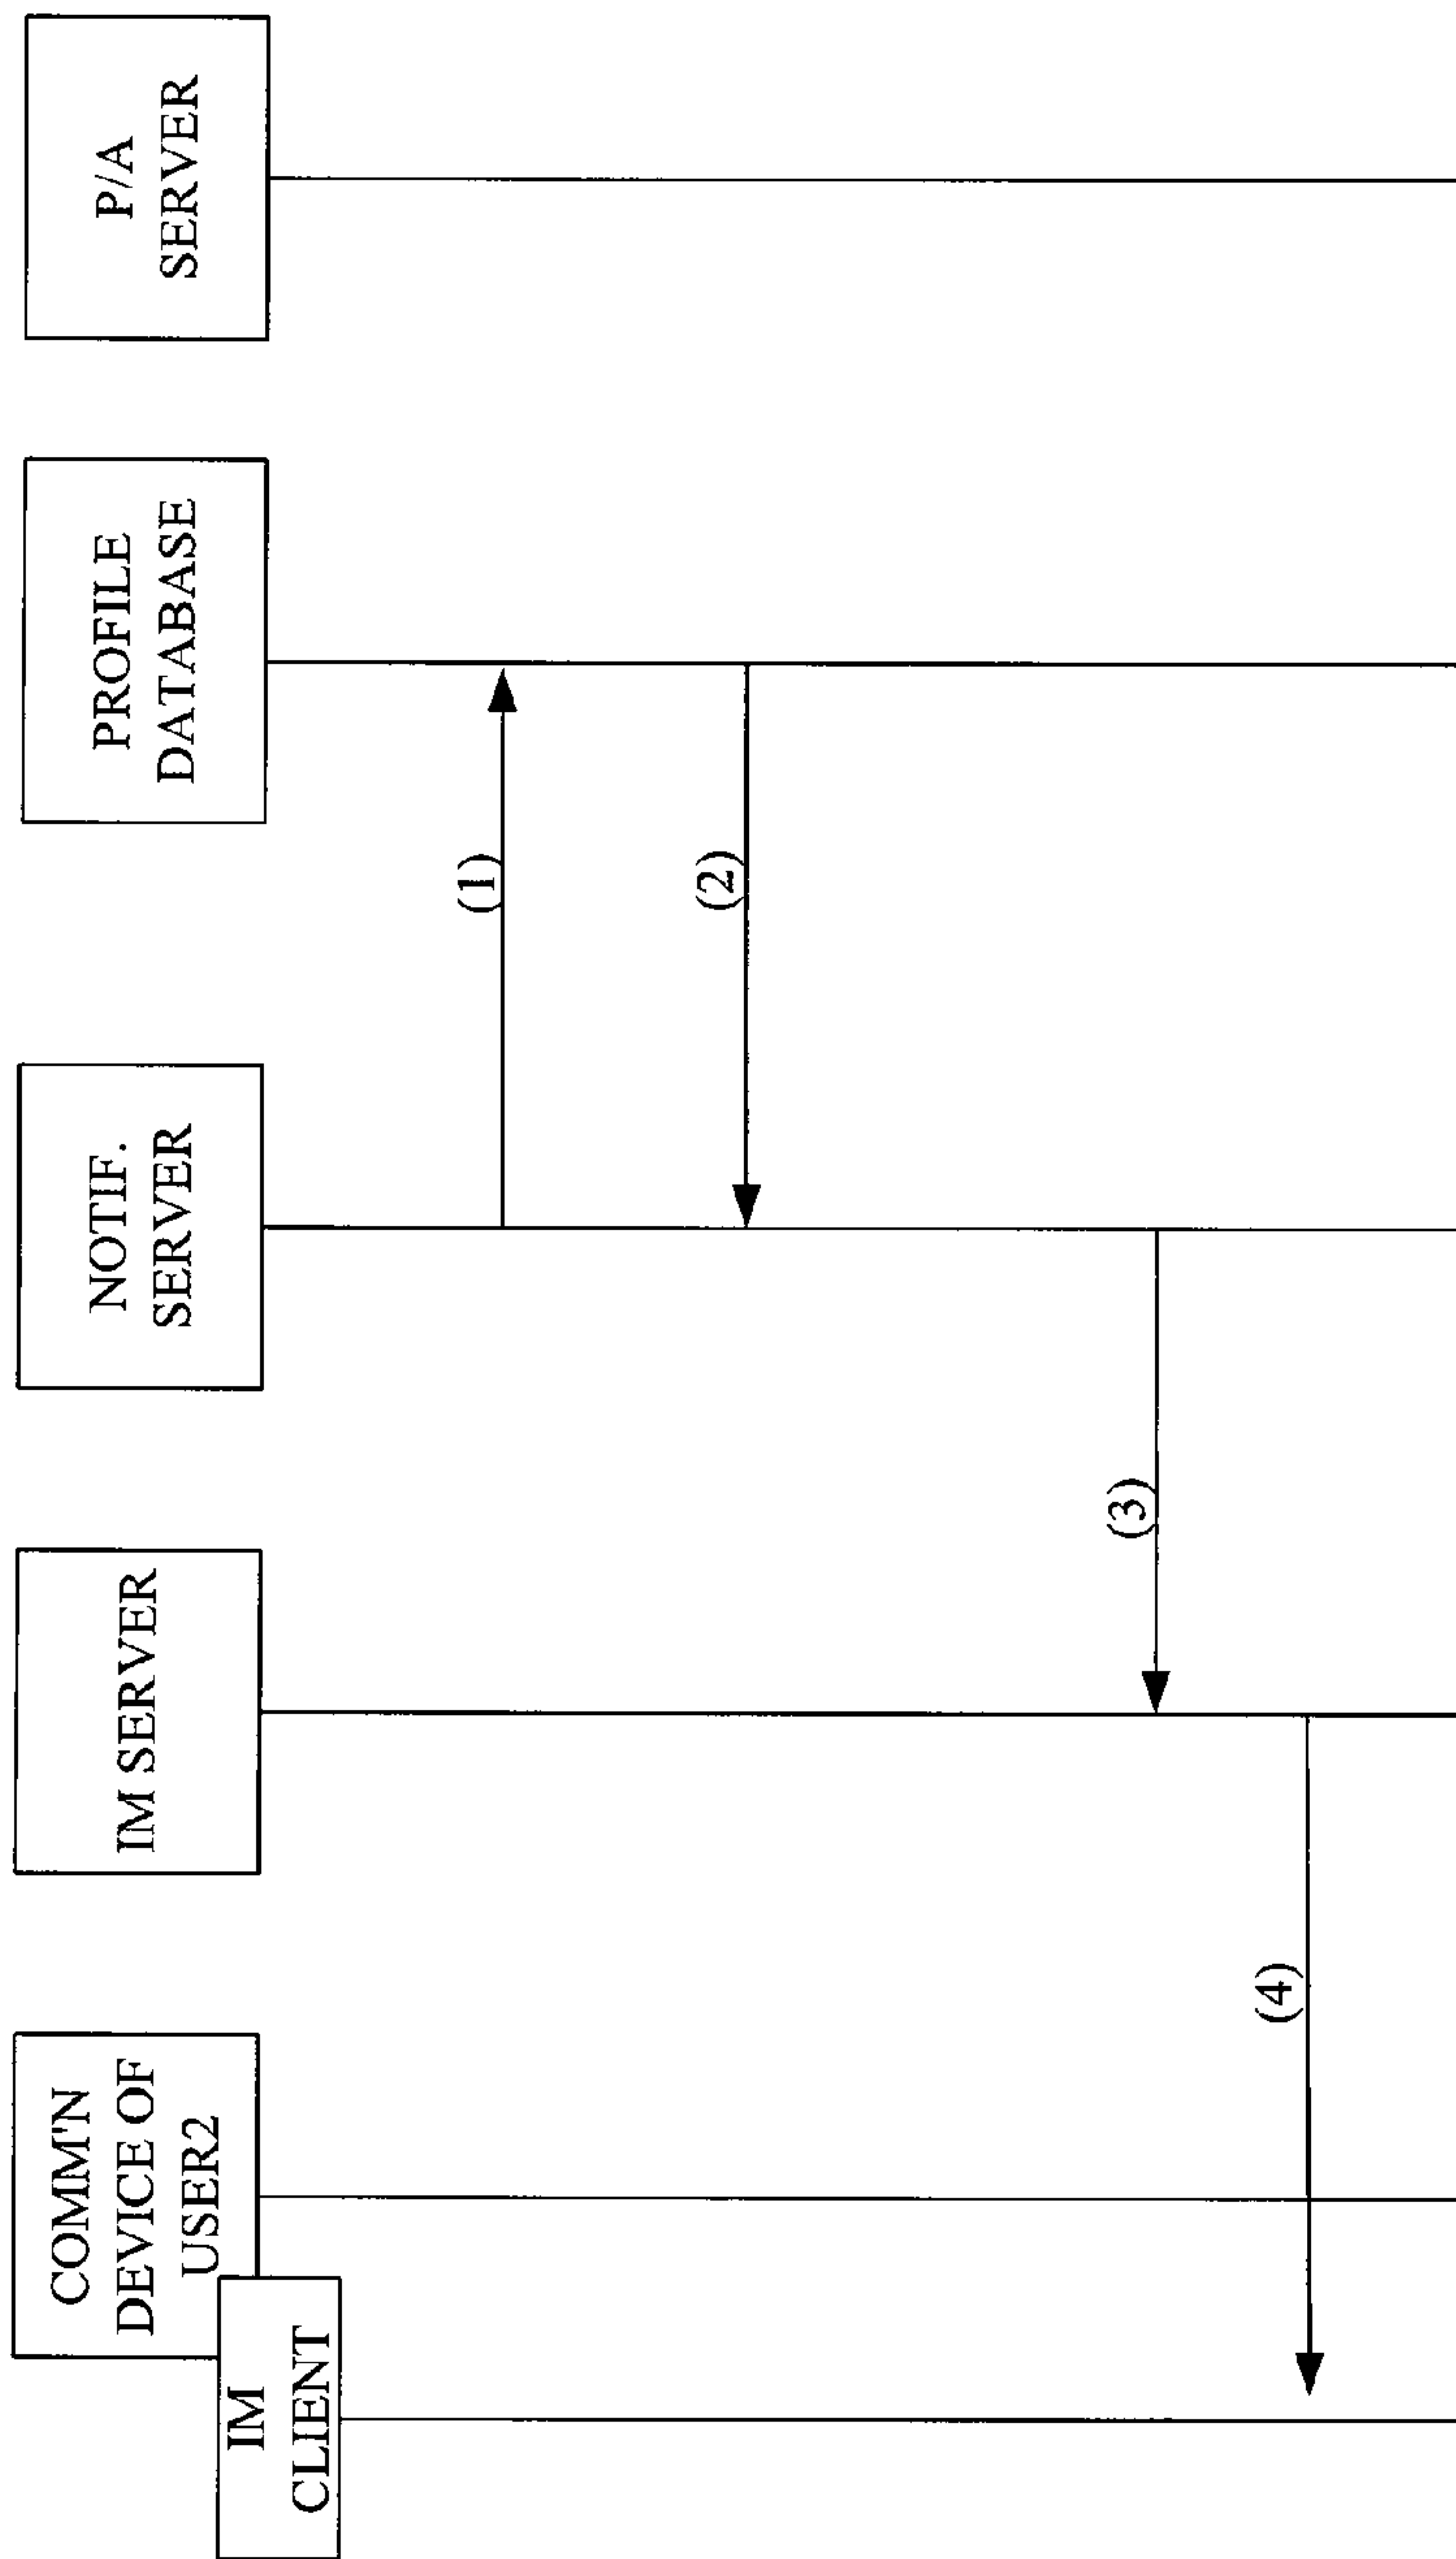 COMM'N
DEVICE OF
USER2
IM
CLIENT
IM SERVER
NOTIF.
SERVER
PROFILE
DATABASE
P/A
SERVER
(1)
(2)
(3)
(4)